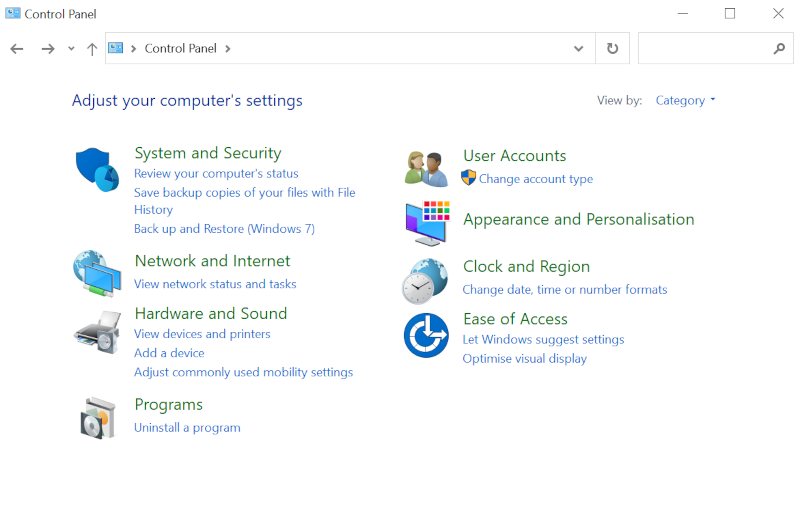 Control Panel
Control Panel
Adjust your computer's settings
View by: Category
System and Security
Review your computer's status
Save backup copies of your files with File
History
Back up and Restore (Windows 7)
Network and Internet
View network status and tasks
Hardware and Sound
View devices and printers
Add a device
Adjust commonly used mobility settings
Programs
Uninstall a program
User Accounts
Change account type
Appearance and Personalisation
Clock and Region
Change date, time or number formats
Ease of Access
Let Windows suggest settings
Optimise visual display